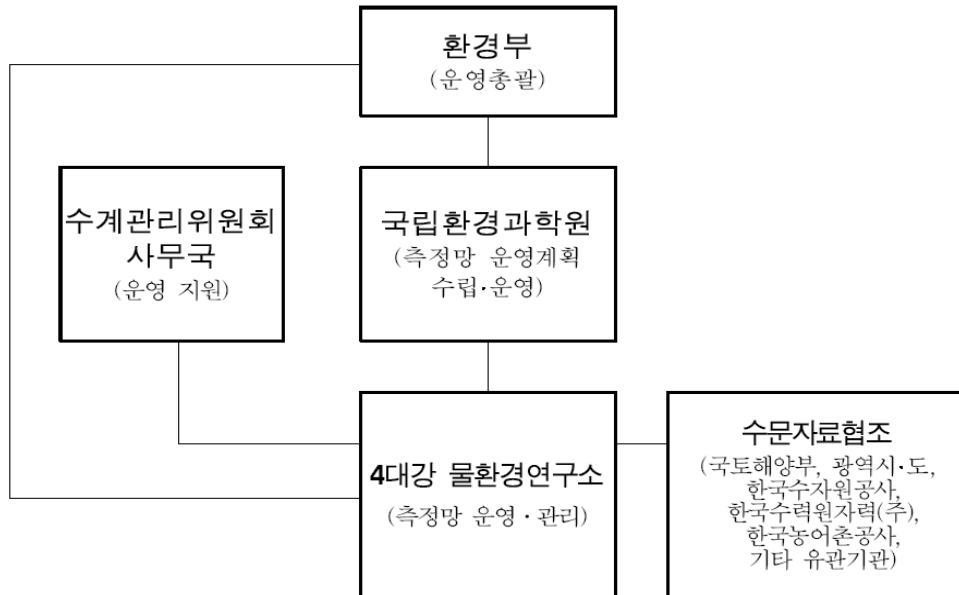 환경부
(운영총괄)
수계관리위원회
사무국
(운영 지원)
국립환경과학원
(측정망 운영계획
수립·운영)
4대강 물환경연구소
(측정망 운영·관리)
수문자료협조
(국토해양부, 광역시·도,
한국수자원공사,
한국수력원자력(주),
한국농어촌공사,
기타 유관기관)